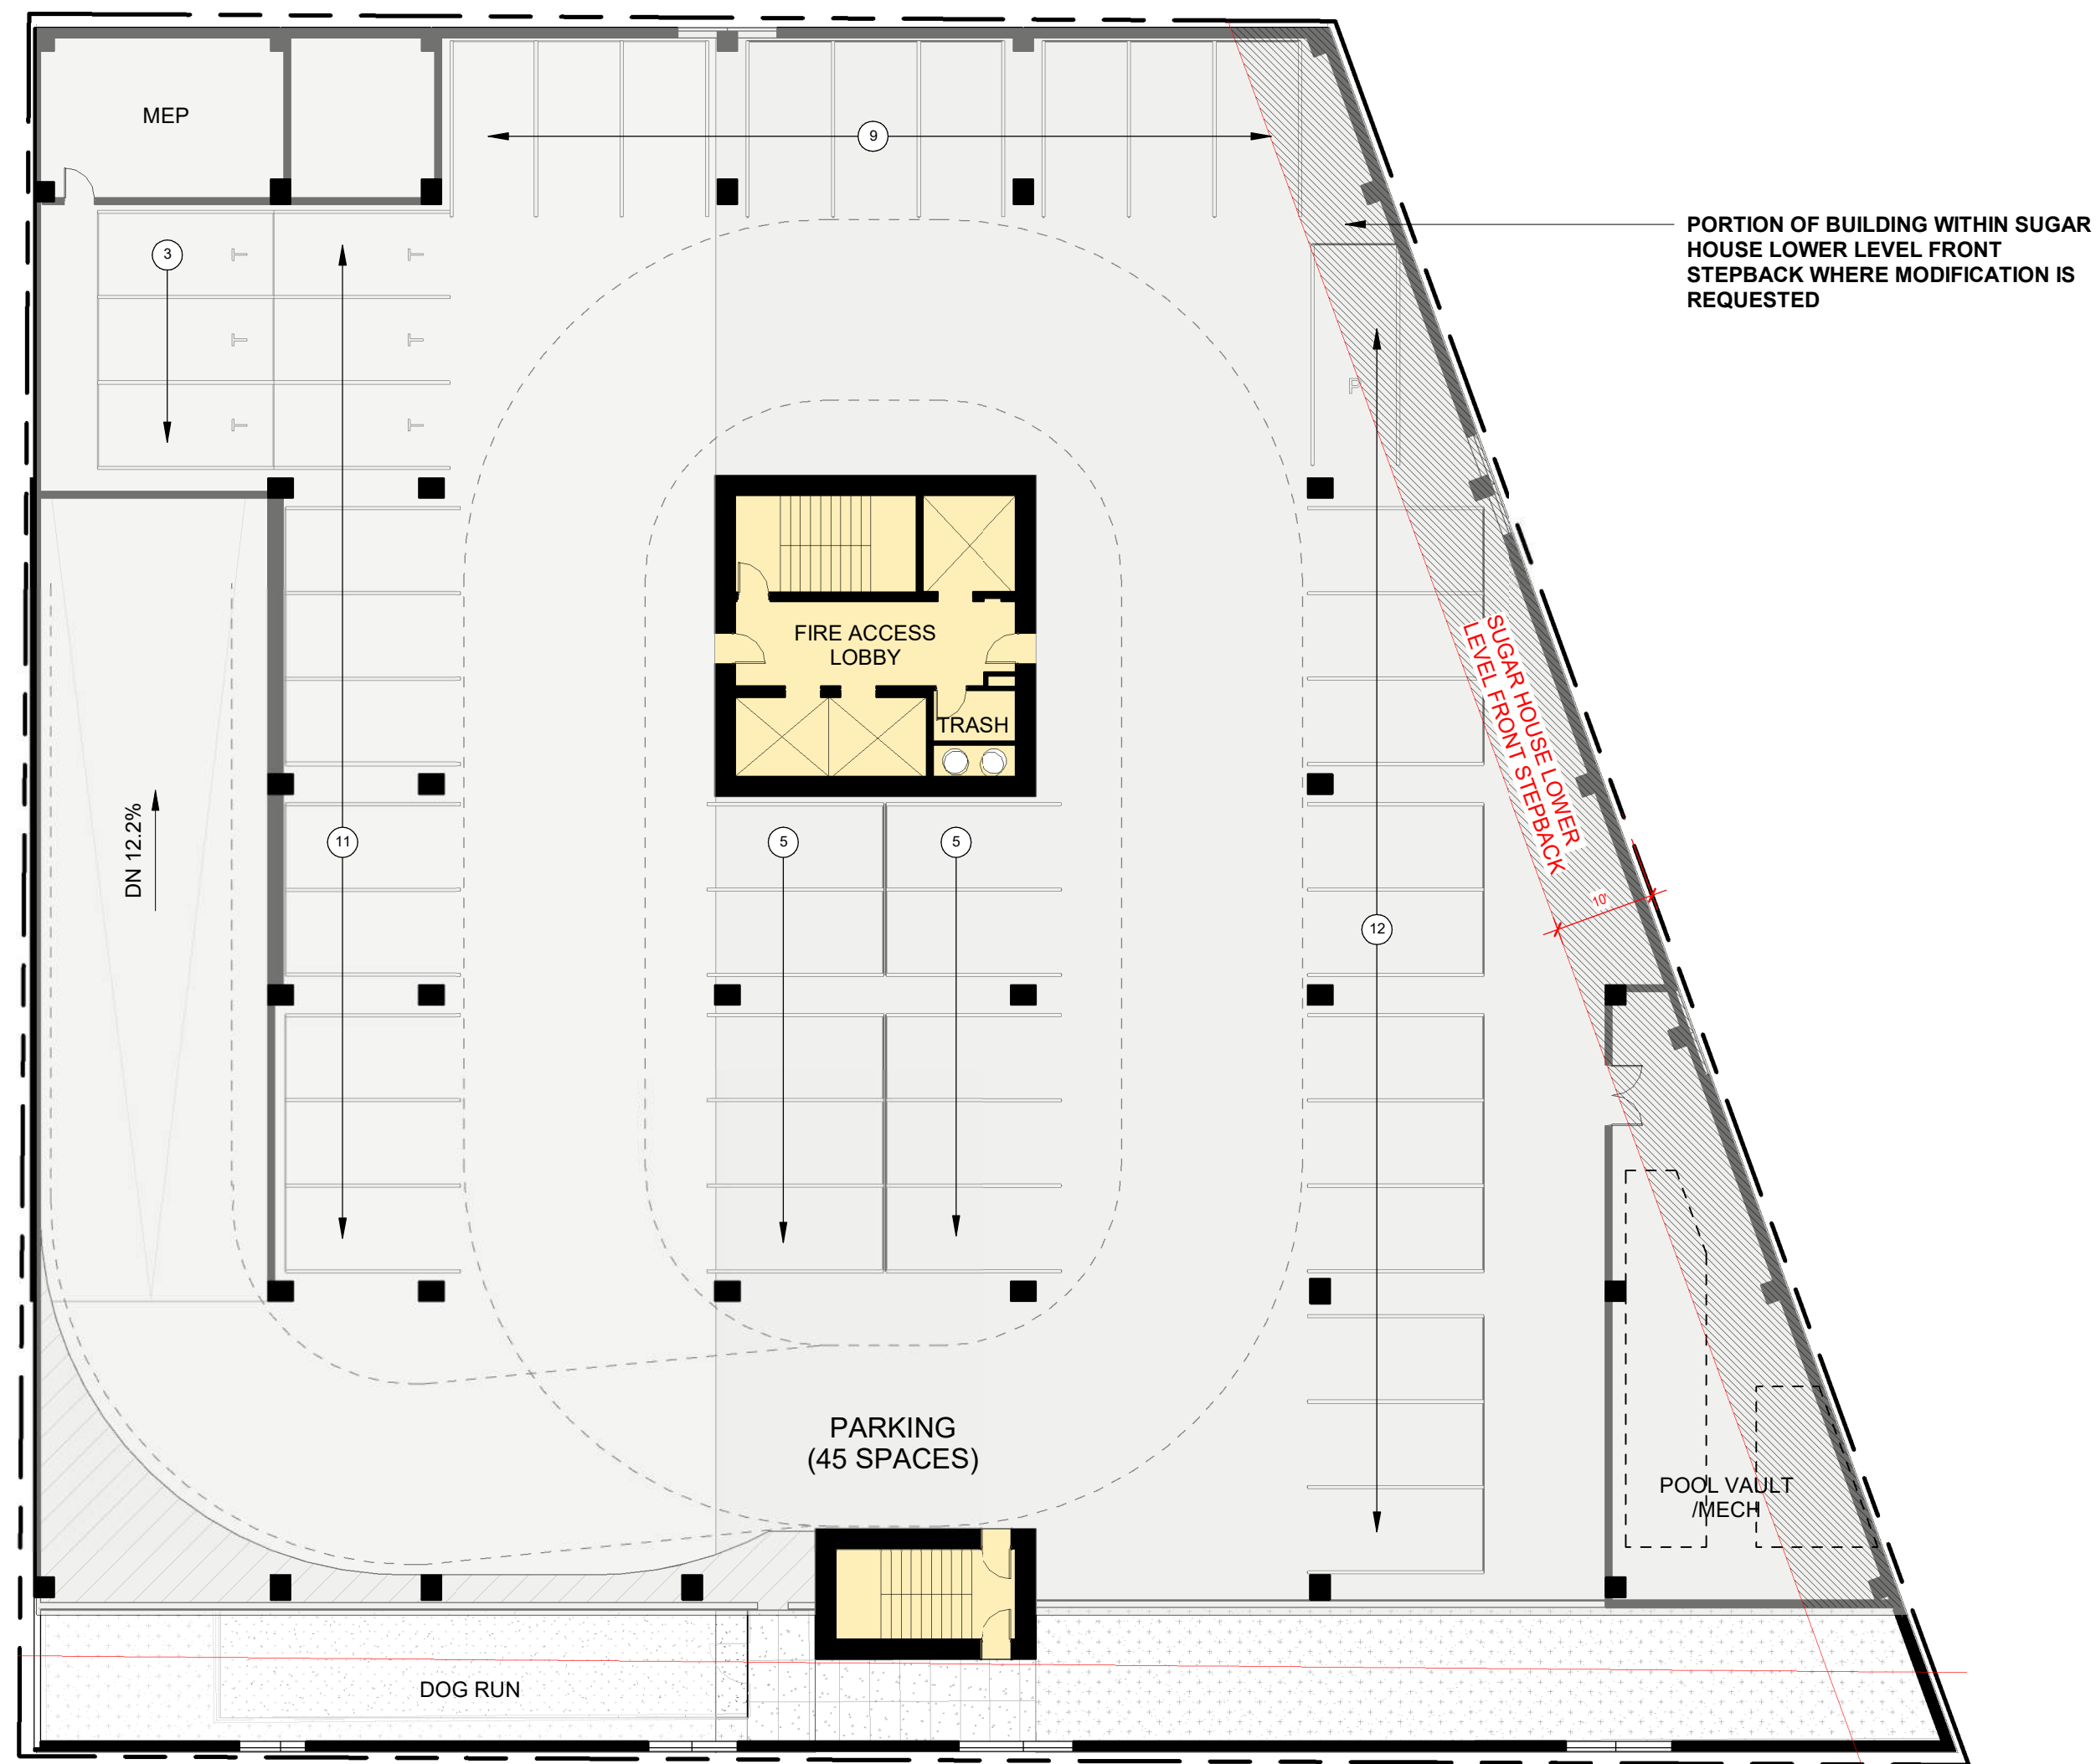 MEP
9
PORTION OF BUILDING WITHIN SUGAR
HOUSE LOWER LEVEL FRONT
STEPBACK WHERE MODIFICATION IS
REQUESTED
3
T
T
T
T
P
T
T
FIRE ACCESS
LOBBY
SUGAR HOUSE LOWER
LEVEL FRONT STEPBACK
TRASH
DN 12.2%
11
5
5
10'
12
PARKING
(45 SPACES)
POOL VAULT
/MECH
DOG RUN